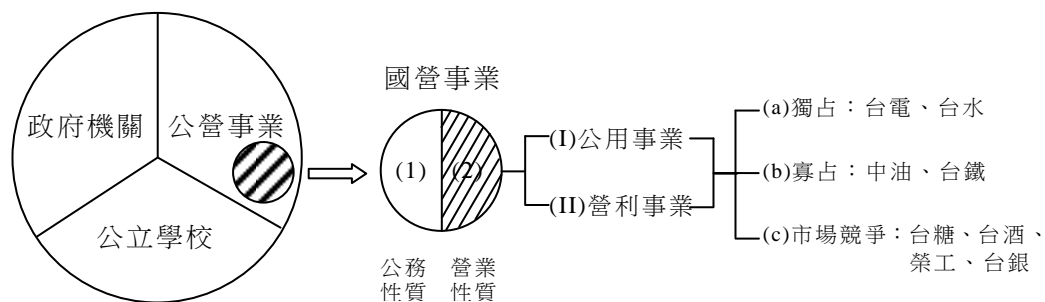 政府機關
公營事業
公立學校
國營事業
(1)
(2)
公務
性質
營業
性質
(I)公用事業
(II)營利事業
(a)獨占：台電、台水
(b)寡占：中油、台鐵
(c)市場競爭：台糖、台酒、
榮工、台銀